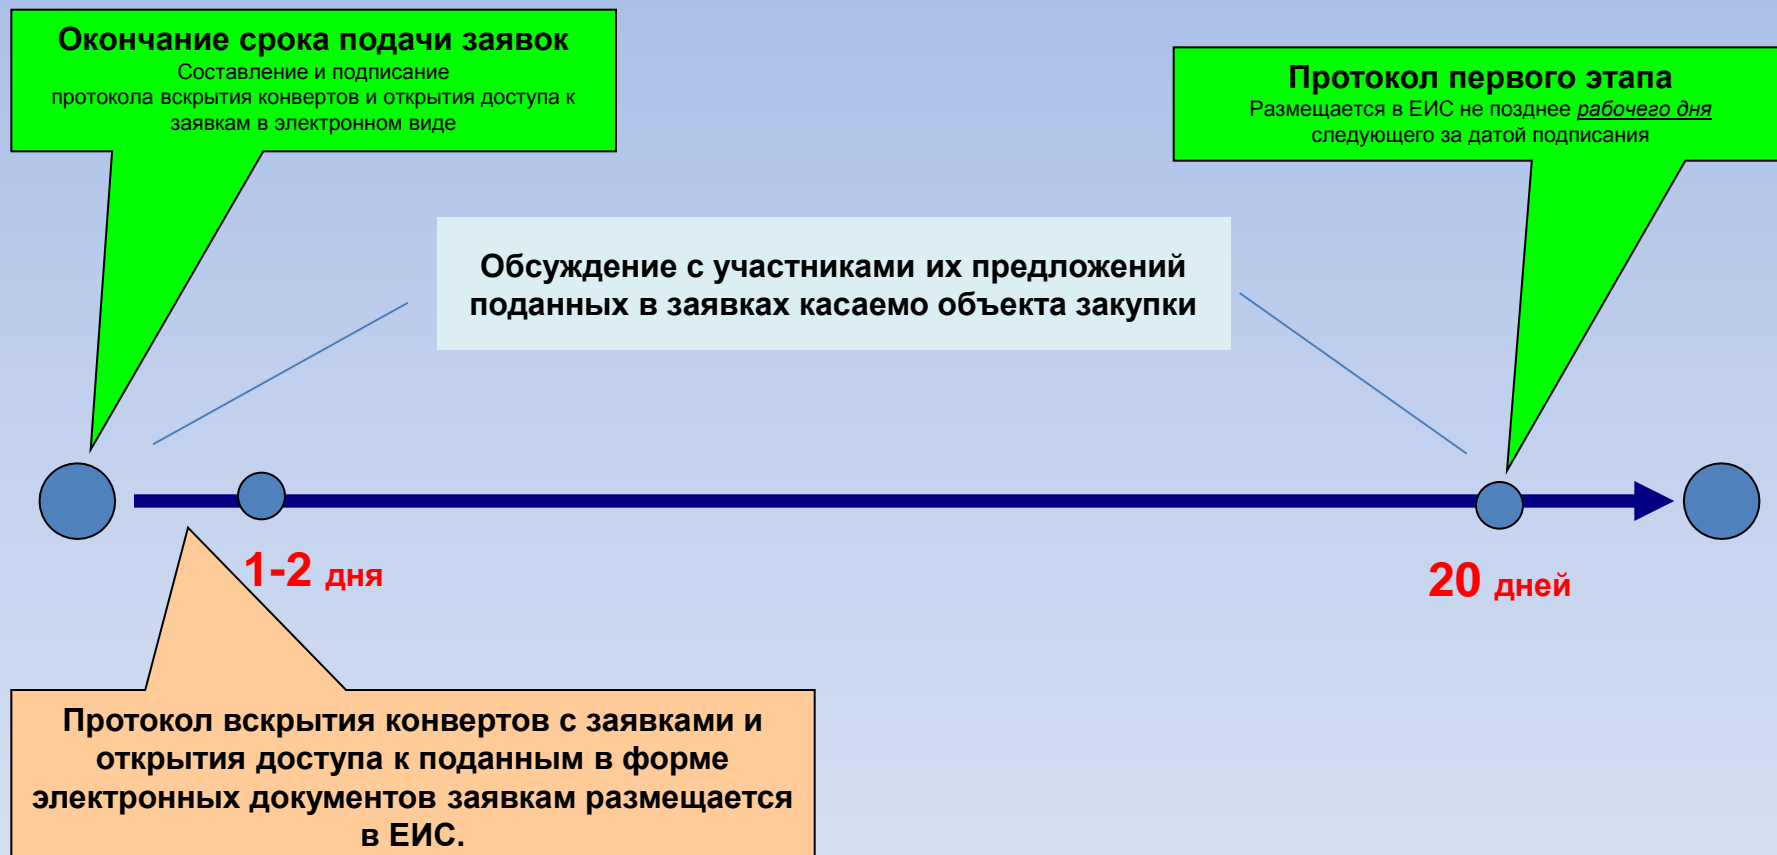 Окончание срока подачи заявок
Составление и подписание
протокола вскрытия конвертов и открытия доступа к
заявкам в электронном виде
Протокол первого этапа
Размещается в ЕИС не позднее рабочего дня
следующего за датой подписания
Обсуждение с участниками их предложений
поданных в заявках касаемо объекта закупки
1-2 дня
20 дней
Протокол вскрытия конвертов с заявками и
открытия доступа к поданным в форме
электронных документов заявкам размещается
в ЕИС.